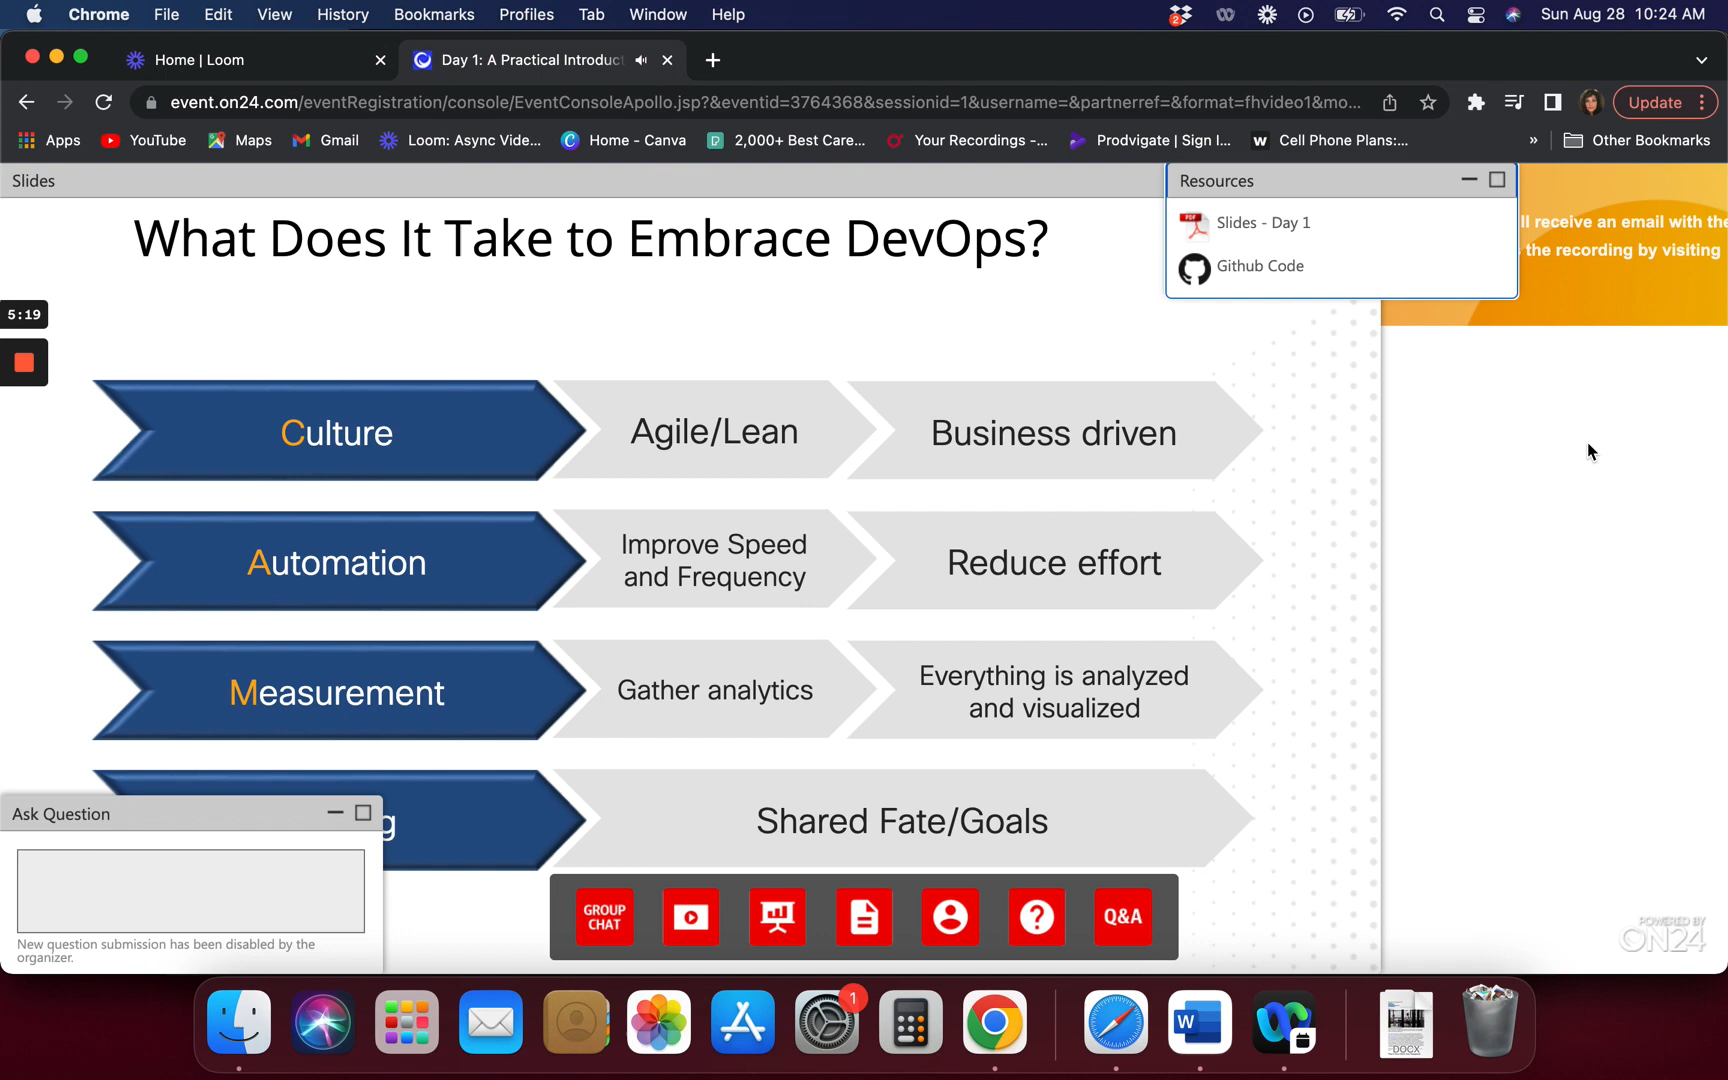 Chrome File Edit View History Bookmarks Profiles Tab Window Help
2
Sun Aug 28 10:24 AM
Home | Loom
Day 1: A Practical Introduct
event.on24.com/eventRegistration/console/EventConsoleApollo.jsp?&eventid=3764368&sessionid=1&username=&partnerref=&format=fhvideo1&mo...
Update
Apps YouTube Maps Gmail Loom: Async Vide... Home - Canva 2,000+ Best Care... Your Recordings -... Prodvigate | Sign I... Cell Phone Plans:... » Other Bookmarks
Slides
Resources
Slides - Day 1
Github Code
ll receive an email with the
the recording by visiting
What Does It Take to Embrace DevOps?
5:19
Culture
Agile/Lean
Business driven
Automation
Improve Speed
and Frequency
Reduce effort
Measurement
Gather analytics
Everything is analyzed
and visualized
g
Shared Fate/Goals
Ask Question
New question submission has been disabled by the
organizer.
GROUP
CHAT
Q&A
POWERED BY
ON24
1
W
DOCX